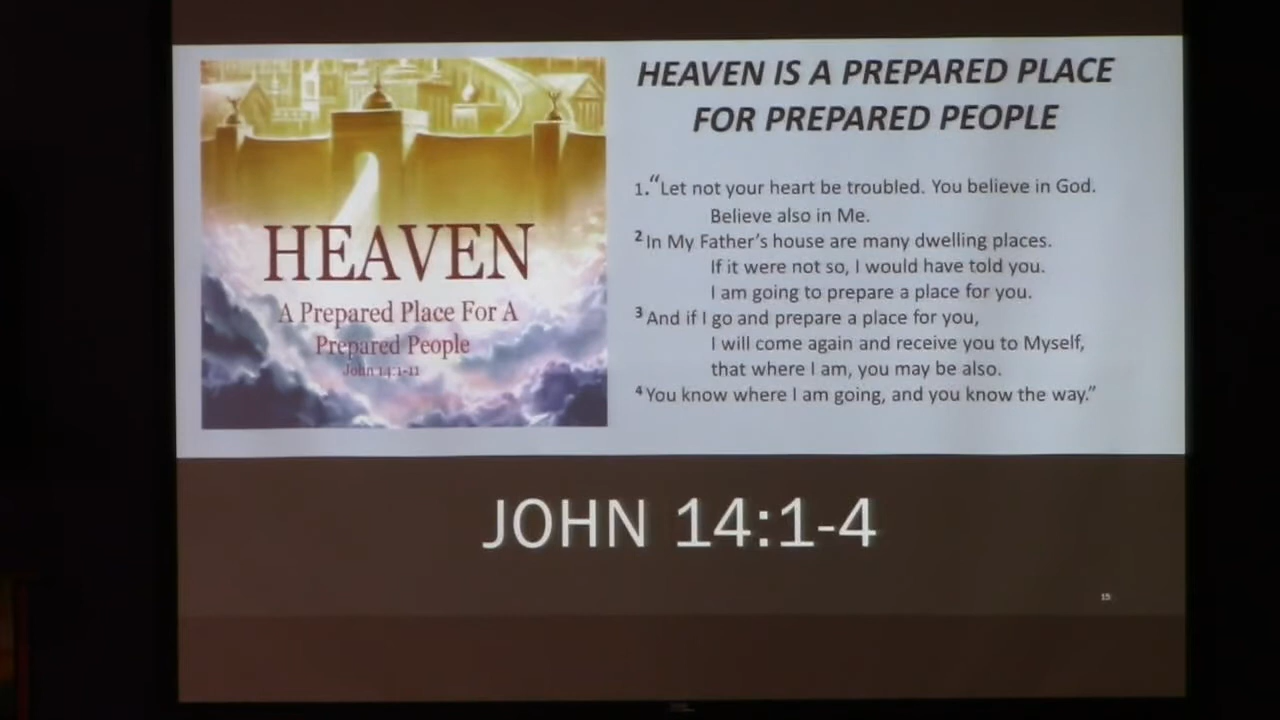 HEAVEN IS A PREPARED PLACE
FOR PREPARED PEOPLE
HEAVEN
A Prepared Place For A
Prepared People
John 14:1-11
1.“Let not your heart be troubled. You believe in God.
Believe also in Me.
2 In My Father’s house are many dwelling places.
If it were not so, I would have told you.
I am going to prepare a place for you.
3 And if I go and prepare a place for you,
I will come again and receive you to Myself,
that where I am, you may be also.
4 You know where I am going, and you know the way.”
JOHN 14:1-4
15